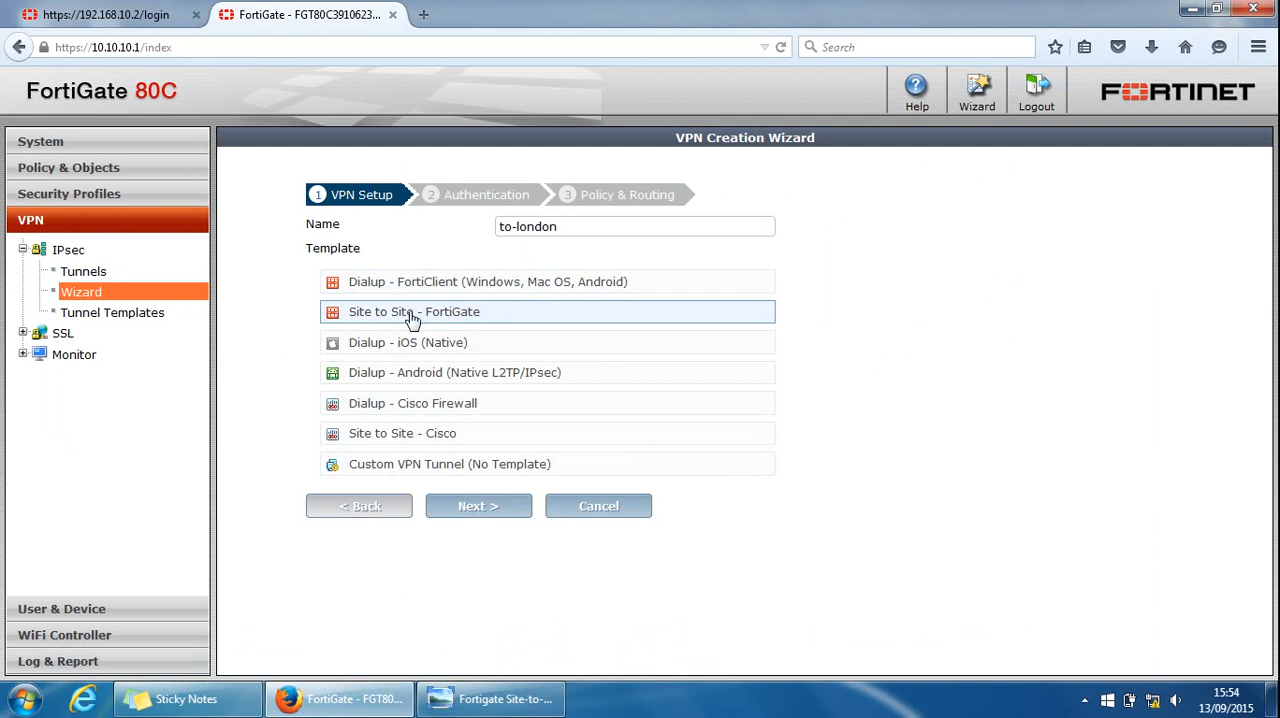 https://192.168.10.2/login
FortiGate - FGT80C3910623...
https://10.10.10.1/index
Search
FortiGate 80C
Help
Wizard
Logout
FORTINET
System
Policy & Objects
Security Profiles
VPN
IPsec
Tunnels
Wizard
Tunnel Templates
SSL
Monitor
User & Device
WiFi Controller
Log & Report
VPN Creation Wizard
1 VPN Setup
2 Authentication
3 Policy & Routing
Name
to-london
Template
Dialup - FortiClient (Windows, Mac OS, Android)
Site to Site - FortiGate
Dialup - iOS (Native)
Dialup - Android (Native L2TP/IPsec)
Dialup - Cisco Firewall
Site to Site - Cisco
Custom VPN Tunnel (No Template)
< Back
Next >
Cancel
Sticky Notes
FortiGate - FGT80...
Fortigate Site-to-...
15:54
13/09/2015